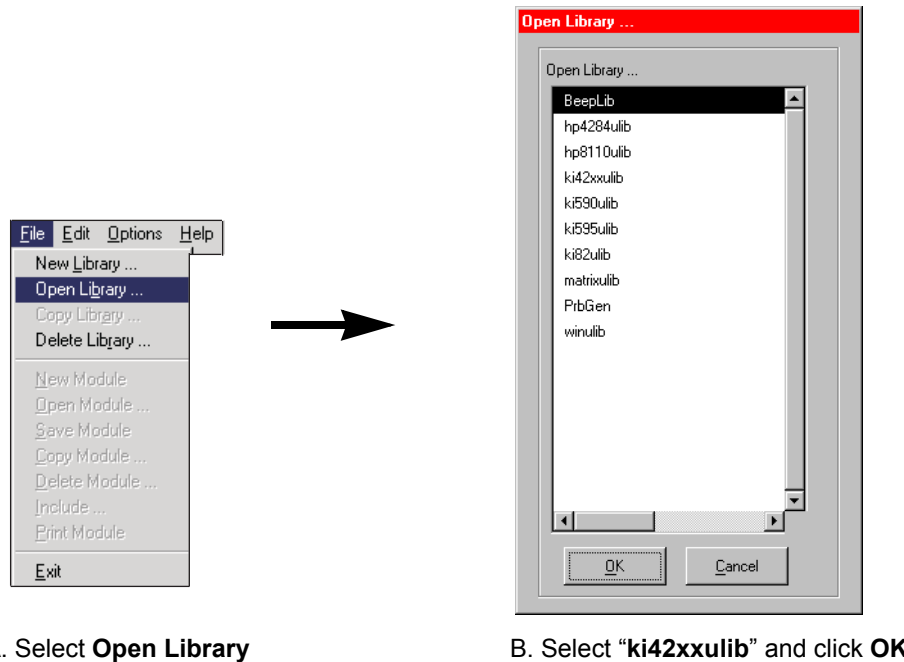 File Edit Options Help
New Library ...
Open Library ...
Copy Library ...
Delete Library ...
New Module
Open Module ...
Save Module
Copy Module ...
Delete Module ...
Include ...
Print Module
Exit
. Select Open Library
Open Library ...
Open Library ...
BeepLib
hp4284ulib
hp8110ulib
ki42xxulib
ki590ulib
ki595ulib
ki82ulib
matrixulib
PrbGen
winulib
OK Cancel
B. Select “ki42xxulib” and click OK